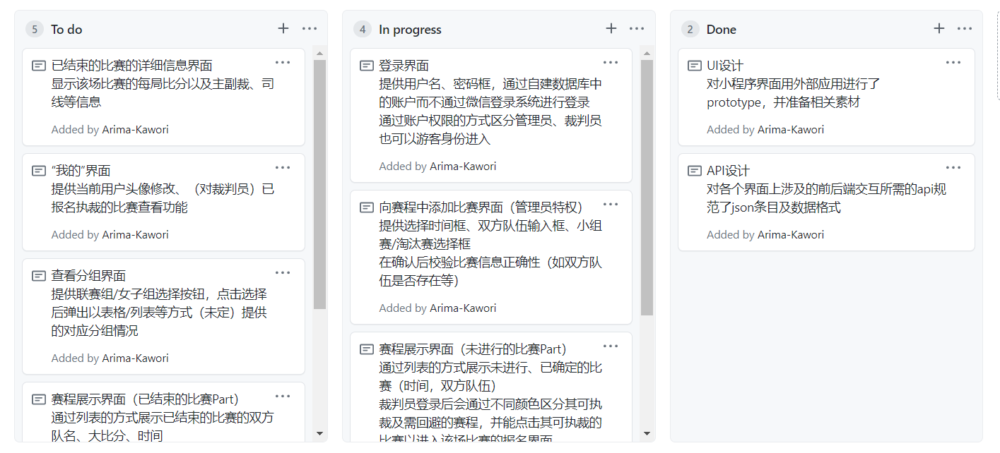 5 To do
已结束的比赛的详细信息界面
显示该场比赛的每局比分以及主副裁、司
线等信息
Added by Arima-Kawori
“我的”界面
提供当前用户头像修改、（对裁判员）已
报名执裁的比赛查看功能
Added by Arima-Kawori
查看分组界面
提供联赛组/女子组选择按钮，点击选择
后弹出以表格/列表等方式（未定）提供
的对应分组情况
Added by Arima-Kawori
赛程展示界面（已结束的比赛Part）
通过列表的方式展示已结束的比赛的双方
队名、大比分、时间
4 In progress
登录界面
提供用户名、密码框，通过自建数据库中
的账户而不通过微信登录系统进行登录
通过账户权限的方式区分管理员、裁判员
也可以游客身份进入
Added by Arima-Kawori
向赛程中添加比赛界面（管理员特权）
提供选择时间框、双方队伍输入框、小组
赛/淘汰赛选择框
在确认后校验比赛信息正确性（如双方队
伍是否存在等）
Added by Arima-Kawori
赛程展示界面（未进行的比赛Part）
通过列表的方式展示未进行、已确定的比
赛（时间，双方队伍）
裁判员登录后会通过不同颜色区分其可执
裁及需回避的赛程，并能点击其可执裁的
比赛以进入该场比赛的报名界面
2 Done
UI设计
对小程序界面用外部应用进行了
prototype，并准备相关素材
Added by Arima-Kawori
API设计
对各个界面上涉及的前后端交互所需的api规
范了json条目及数据格式
Added by Arima-Kawori